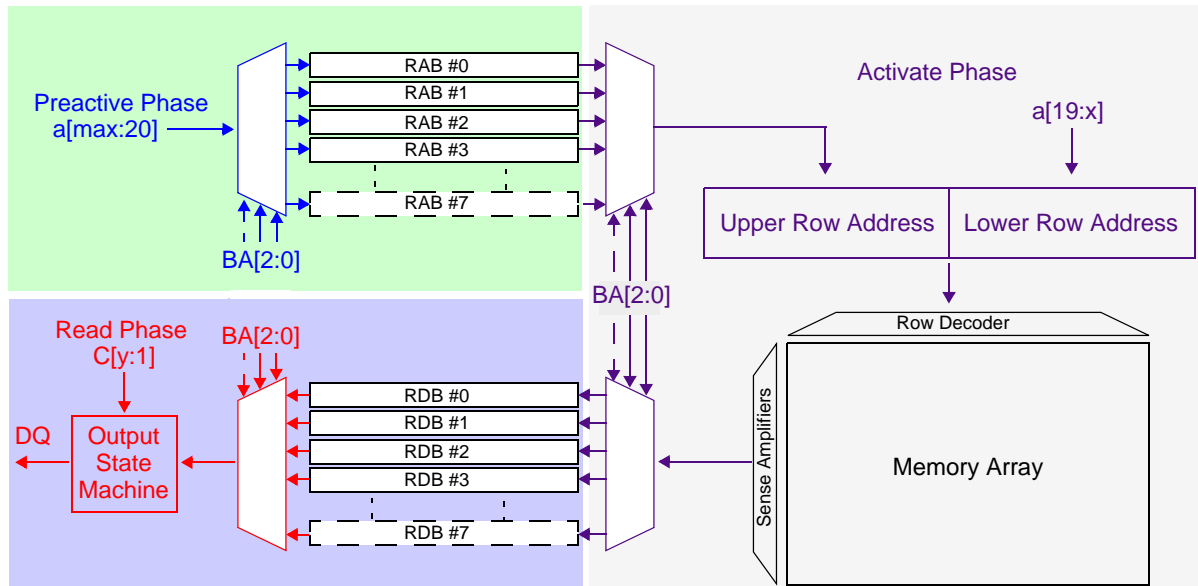 Preactive Phase
a[max:20]
RAB #0
RAB #1
RAB #2
RAB #3
RAB #7
BA[2:0]
Activate Phase
a[19:x]
Upper Row Address
Lower Row Address
BA[2:0]
Read Phase
C[y:1]
BA[2:0]
DQ
Output
State
Machine
RDB #0
RDB #1
RDB #2
RDB #3
RDB #7
Row Decoder
Sense Amplifiers
Memory Array